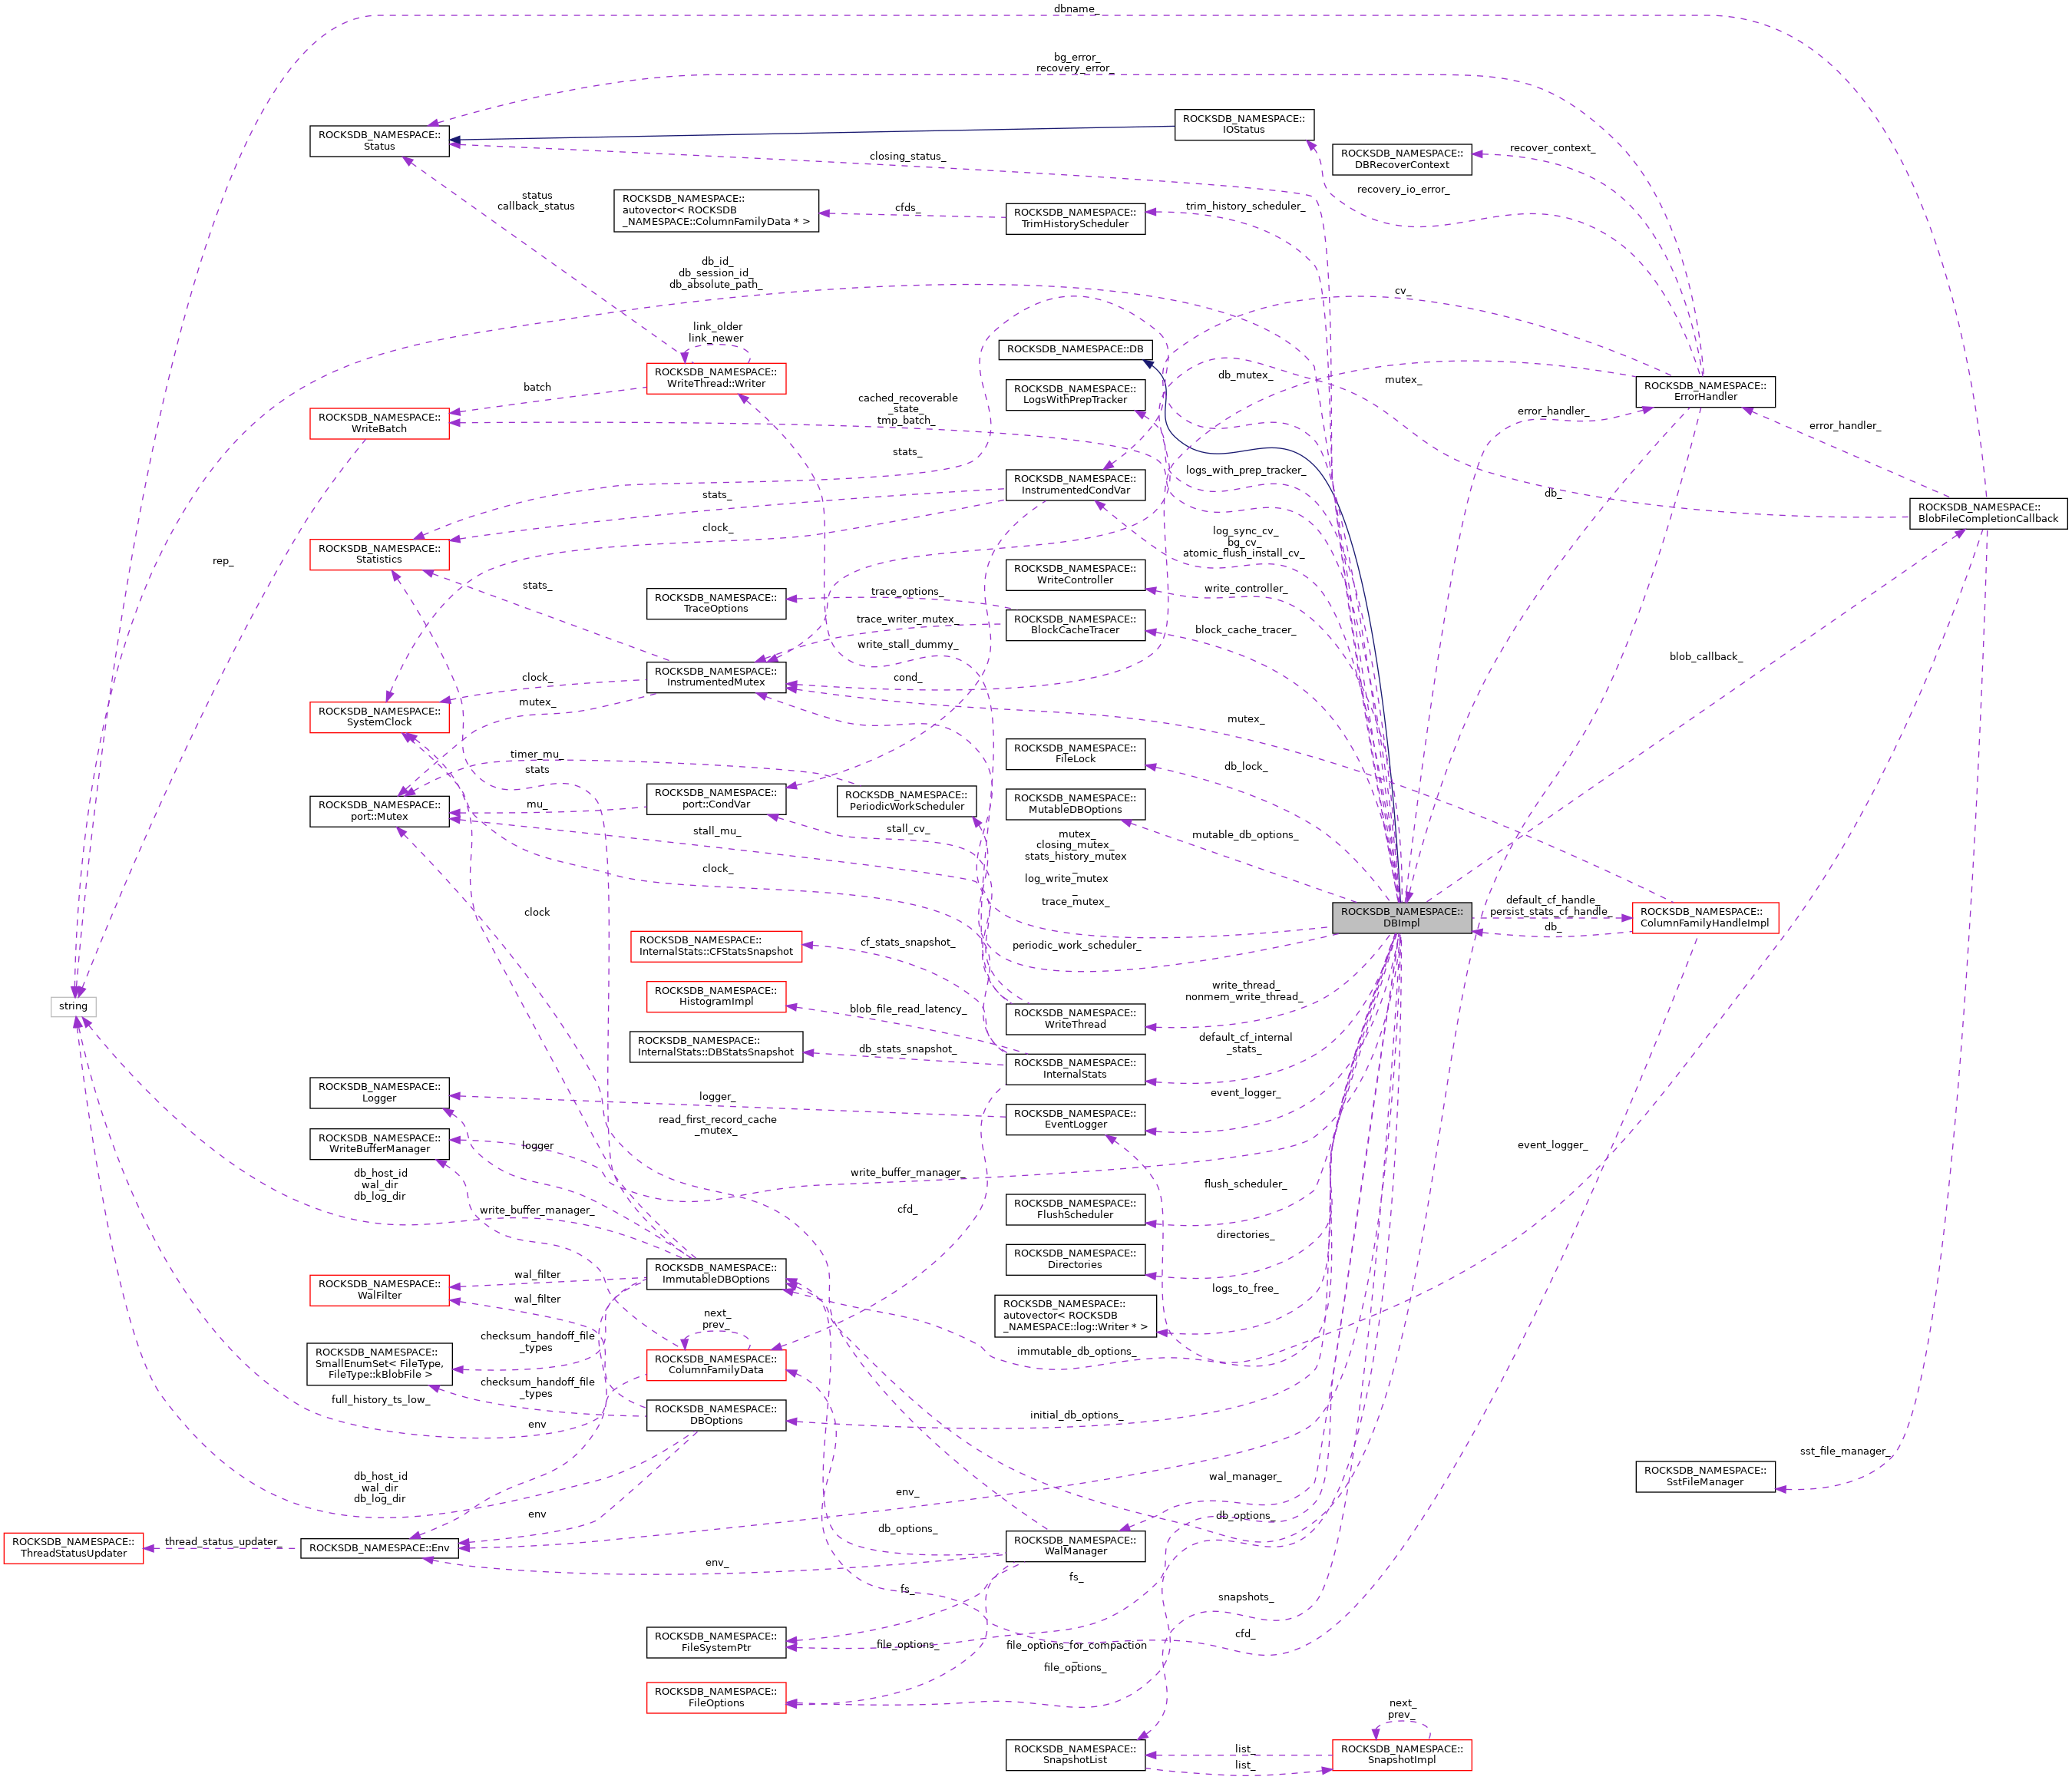 dbname_
bg_error_
recovery_error_
ROCKSDB_NAMESPACE::
IOStatus
ROCKSDB_NAMESPACE::
Status
closing_status_
recover_context_
ROCKSDB_NAMESPACE::
DBRecoverContext
recovery_io_error_
status
callback_status
ROCKSDB_NAMESPACE::
autovector< ROCKSDB
_NAMESPACE::ColumnFamilyData * >
cfds_
ROCKSDB_NAMESPACE::
TrimHistoryScheduler
trim_history_scheduler_
db_id_
db_session_id_
db_absolute_path_
cv_
link_older
link_newer
ROCKSDB_NAMESPACE::DB
ROCKSDB_NAMESPACE::
WriteThread::Writer
db_mutex_
mutex_
ROCKSDB_NAMESPACE::
ErrorHandler
batch
ROCKSDB_NAMESPACE::
LogsWithPrepTracker
cached_recoverable
_state_
tmp_batch_
error_handler_
error_handler_
ROCKSDB_NAMESPACE::
WriteBatch
stats_
logs_with_prep_tracker_
ROCKSDB_NAMESPACE::
InstrumentedCondVar
stats_
db_
ROCKSDB_NAMESPACE::
BlobFileCompletionCallback
clock_
log_sync_cv_
bg_cv_
atomic_flush_install_cv_
ROCKSDB_NAMESPACE::
Statistics
rep_
stats_
ROCKSDB_NAMESPACE::
WriteController
write_controller_
ROCKSDB_NAMESPACE::
TraceOptions
trace_options_
ROCKSDB_NAMESPACE::
BlockCacheTracer
trace_writer_mutex_
block_cache_tracer_
write_stall_dummy_
blob_callback_
ROCKSDB_NAMESPACE::
InstrumentedMutex
clock_
cond_
mutex_
ROCKSDB_NAMESPACE::
SystemClock
mutex_
timer_mu_
stats
ROCKSDB_NAMESPACE::
FileLock
db_lock_
ROCKSDB_NAMESPACE::
port::Mutex
mu_
ROCKSDB_NAMESPACE::
port::CondVar
ROCKSDB_NAMESPACE::
PeriodicWorkScheduler
ROCKSDB_NAMESPACE::
MutableDBOptions
mutable_db_options_
stall_mu_
stall_cv_
mutex_
closing_mutex_
stats_history_mutex
_
log_write_mutex
_
trace_mutex_
clock_
clock
ROCKSDB_NAMESPACE::
DBImpl
default_cf_handle_
persist_stats_cf_handle_
db_
ROCKSDB_NAMESPACE::
ColumnFamilyHandleImpl
ROCKSDB_NAMESPACE::
InternalStats::CFStatsSnapshot
cf_stats_snapshot_
periodic_work_scheduler_
string
ROCKSDB_NAMESPACE::
HistogramImpl
blob_file_read_latency_
ROCKSDB_NAMESPACE::
WriteThread
write_thread_
nonmem_write_thread_
ROCKSDB_NAMESPACE::
InternalStats::DBStatsSnapshot
db_stats_snapshot_
ROCKSDB_NAMESPACE::
InternalStats
default_cf_internal
_stats_
ROCKSDB_NAMESPACE::
Logger
logger_
ROCKSDB_NAMESPACE::
EventLogger
event_logger_
read_first_record_cache
_mutex_
ROCKSDB_NAMESPACE::
WriteBufferManager
logger
event_logger_
write_buffer_manager_
db_host_id
wal_dir
db_log_dir
write_buffer_manager_
cfd_
ROCKSDB_NAMESPACE::
FlushScheduler
flush_scheduler_
directories_
ROCKSDB_NAMESPACE::
Directories
ROCKSDB_NAMESPACE::
ImmutableDBOptions
wal_filter
ROCKSDB_NAMESPACE::
WalFilter
wal_filter
logs_to_free_
ROCKSDB_NAMESPACE::
autovector< ROCKSDB
_NAMESPACE::log::Writer * >
next_
prev_
checksum_handoff_file
_types
ROCKSDB_NAMESPACE::
SmallEnumSet< FileType,
FileType::kBlobFile >
ROCKSDB_NAMESPACE::
ColumnFamilyData
immutable_db_options_
checksum_handoff_file
_types
full_history_ts_low_
ROCKSDB_NAMESPACE::
DBOptions
initial_db_options_
env
sst_file_manager_
ROCKSDB_NAMESPACE::
SstFileManager
db_host_id
wal_dir
db_log_dir
env_
wal_manager_
env
db_options_
db_options_
ROCKSDB_NAMESPACE::
ThreadStatusUpdater
thread_status_updater_
ROCKSDB_NAMESPACE::Env
ROCKSDB_NAMESPACE::
WalManager
env_
fs_
fs_
snapshots_
ROCKSDB_NAMESPACE::
FileSystemPtr
file_options_
file_options_for_compaction
_
file_options_
cfd_
ROCKSDB_NAMESPACE::
FileOptions
next_
prev_
ROCKSDB_NAMESPACE::
SnapshotList
list_
list_
ROCKSDB_NAMESPACE::
SnapshotImpl